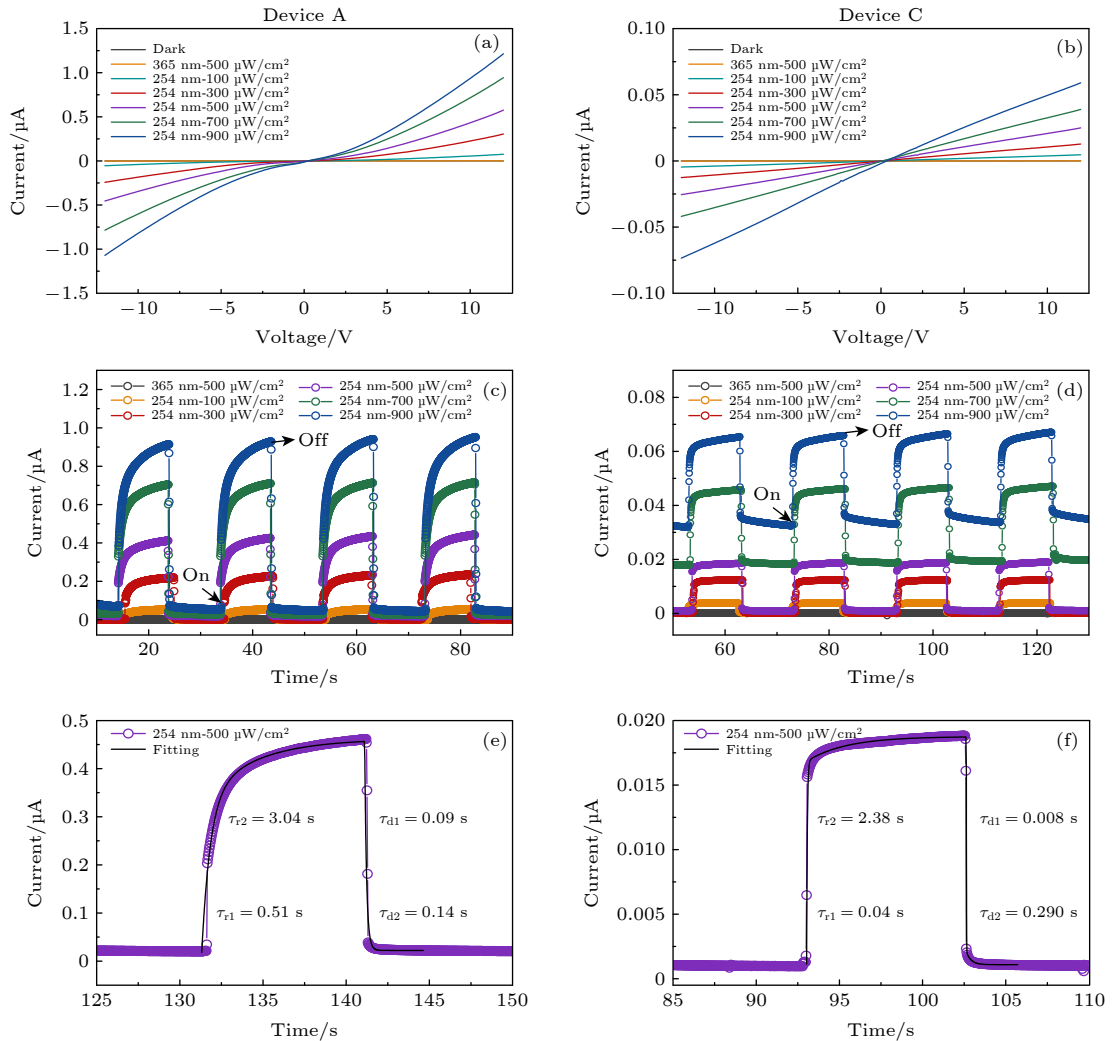 Device A
Device C
(a)
Dark
365 nm-500 µW/cm²
254 nm-100 µW/cm²
254 nm-300 µW/cm²
254 nm-500 µW/cm²
254 nm-700 µW/cm²
254 nm-900 µW/cm²
1.5
1.0
0.5
0
−0.5
−1.0
−1.5
Current/µA
−10
−5
0
5
10
Voltage/V
(b)
Dark
365 nm-500 µW/cm²
254 nm-100 µW/cm²
254 nm-300 µW/cm²
254 nm-500 µW/cm²
254 nm-700 µW/cm²
254 nm-900 µW/cm²
0.10
0.05
0
−0.05
−0.10
Current/µA
−10
−5
0
5
10
Voltage/V
(c)
365 nm-500 µW/cm² 254 nm-500 µW/cm²
254 nm-100 µW/cm² 254 nm-700 µW/cm²
254 nm-300 µW/cm² 254 nm-900 µW/cm²
Off
On
1.2
1.0
0.8
0.6
0.4
0.2
0
Current/µA
20
40
60
80
Time/s
(d)
365 nm-500 µW/cm² 254 nm-500 µW/cm²
254 nm-100 µW/cm² 254 nm-700 µW/cm²
254 nm-300 µW/cm² 254 nm-900 µW/cm²
Off
On
0.08
0.06
0.04
0.02
0
Current/µA
60
80
100
120
Time/s
(e)
254 nm-500 µW/cm²
Fitting
τr2 = 3.04 s
τd1 = 0.09 s
τr1 = 0.51 s
τd2 = 0.14 s
0.5
0.4
0.3
0.2
0.1
0
Current/µA
125
130
135
140
145
150
Time/s
(f)
254 nm-500 µW/cm²
Fitting
τr2 = 2.38 s
τd1 = 0.008 s
τr1 = 0.04 s
τd2 = 0.290 s
0.020
0.015
0.010
0.005
0
Current/µA
85
90
95
100
105
110
Time/s